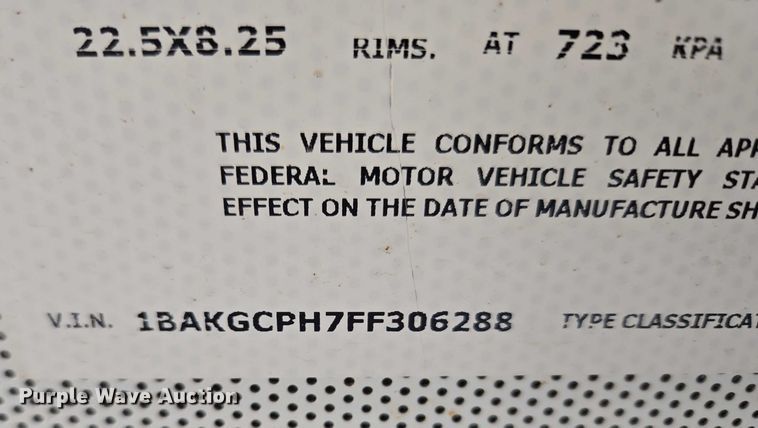 22.5X8.25 RIMS. AT 723 KPA
THIS VEHICLE CONFORMS TO ALL APP
FEDERAL MOTOR VEHICLE SAFETY STA
EFFECT ON THE DATE OF MANUFACTURE SH
V.I.N. 1BAKGCPH7FF306288 TYPE CLASSIFICAT
Purple Wave Auction